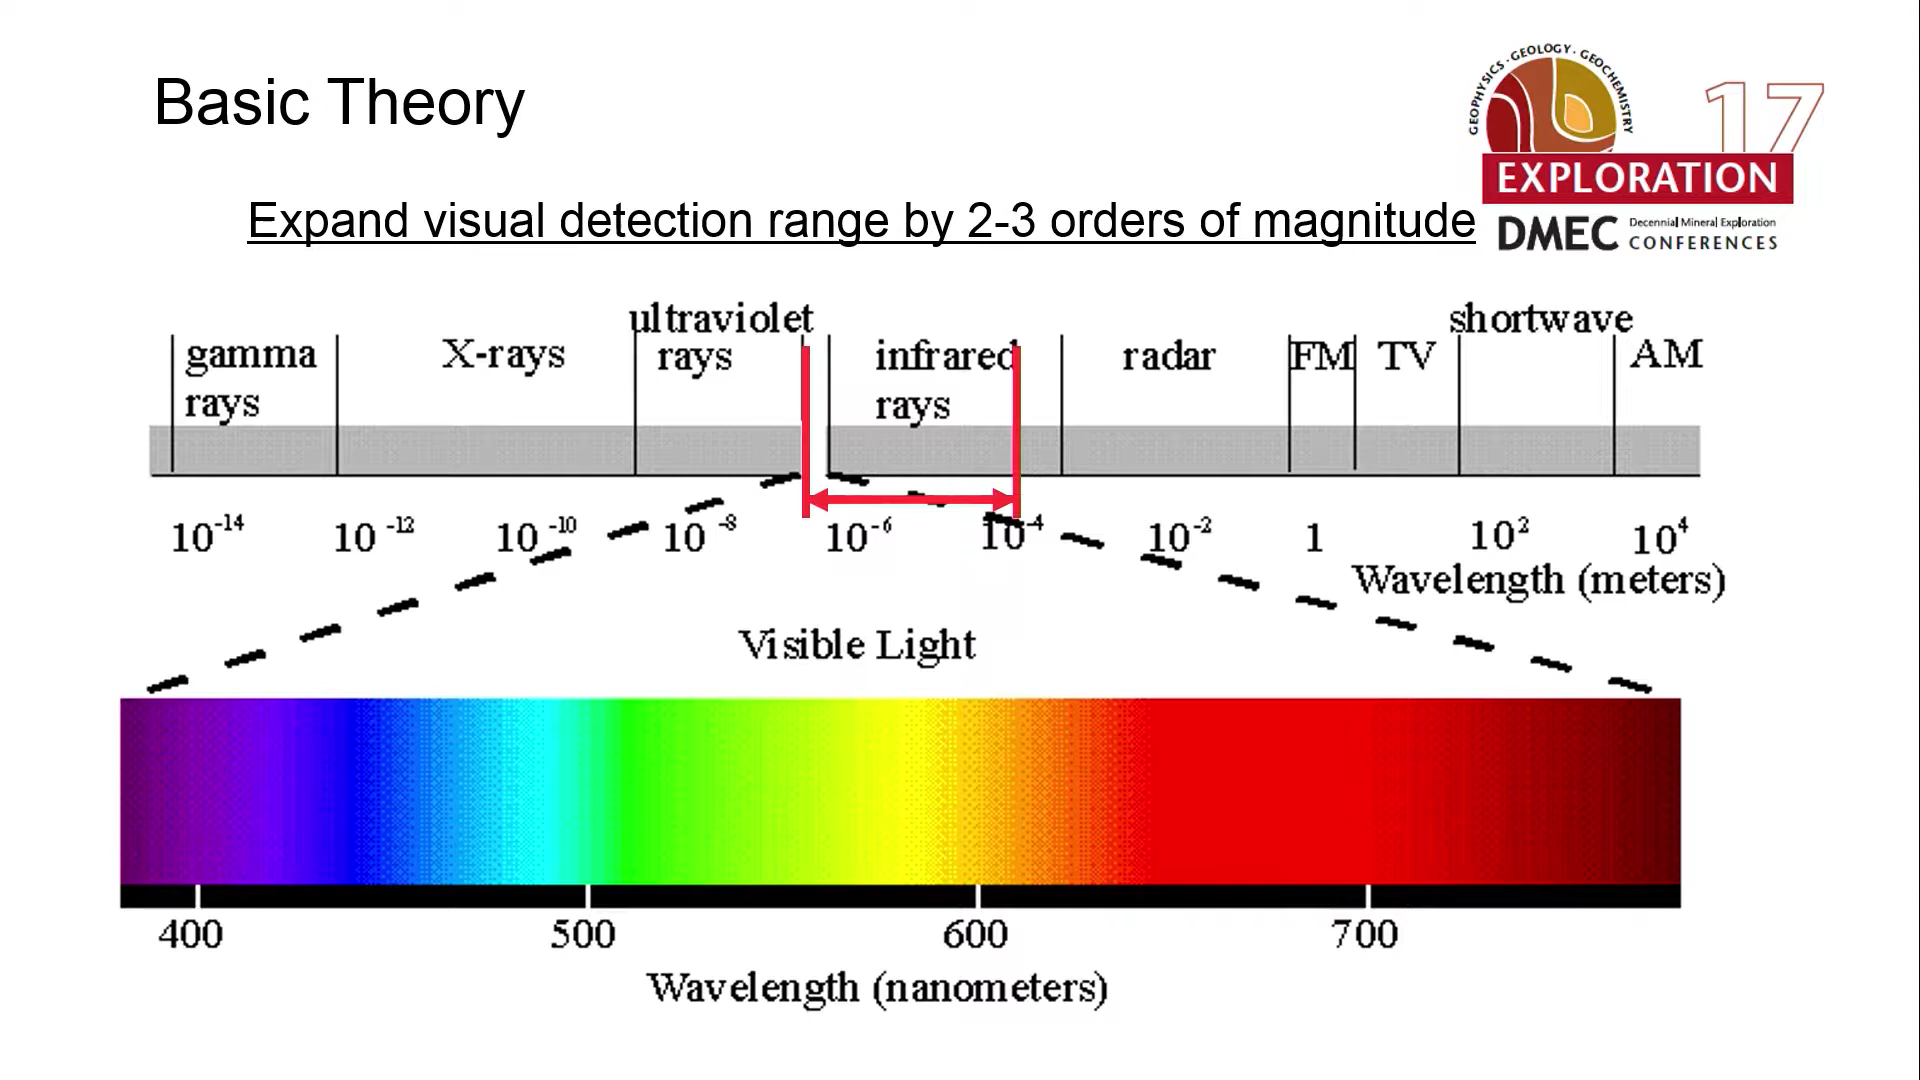 Basic Theory
GEOPHYSICS · GEOLOGY · GEOCHEMISTRY
17
EXPLORATION
DMEC Decennial Mineral Exploration CONFERENCES
Expand visual detection range by 2-3 orders of magnitude
gamma rays
X-rays
ultraviolet rays
infrared rays
radar
FM
TV
shortwave
AM
10⁻¹⁴ 10⁻¹² 10⁻¹⁰ 10⁻⁸ 10⁻⁶ 10⁻⁴ 10⁻² 1 10² 10⁴
Wavelength (meters)
Visible Light
400 500 600 700
Wavelength (nanometers)